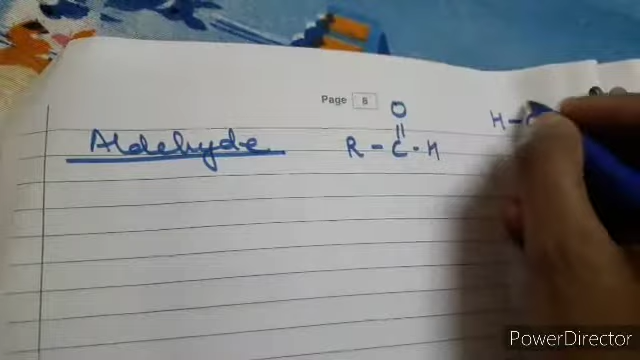 Page 8
O
||
Aldehyde R - C - H
H - C
PowerDirector